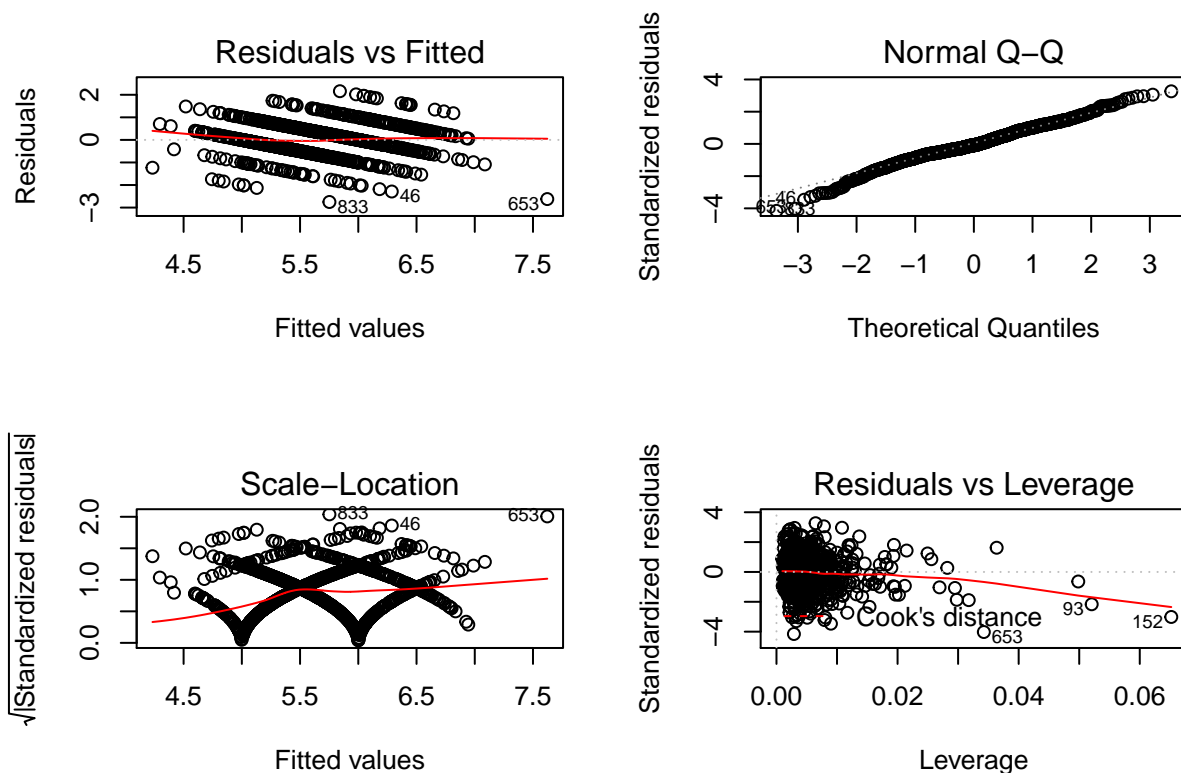 Residuals vs Fitted
Residuals
2
0
−3
833
46
653
4.5 5.5 6.5 7.5
Fitted values
Normal Q−Q
Standardized residuals
4
0
−4
46
−3 −2 −1 0 1 2 3
Theoretical Quantiles
Scale−Location
√|Standardized residuals|
2.0
1.0
0.0
833
46
653
4.5 5.5 6.5 7.5
Fitted values
Residuals vs Leverage
Standardized residuals
4
0
−4
Cook's distance
93
152
653
0.00 0.02 0.04 0.06
Leverage